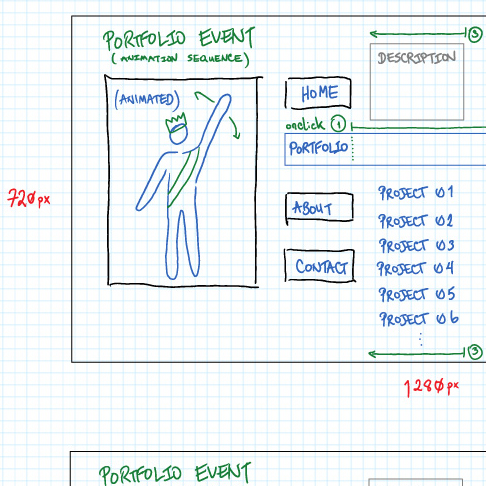 PORTFOLIO EVENT
(ANIMATION SEQUENCE)
3
DESCRIPTION
(ANIMATED)
HOME
onclick 1
PORTFOLIO
720px
ABOUT
PROJECT 01
PROJECT 02
PROJECT 03
CONTACT
PROJECT 04
PROJECT 05
PROJECT 06
3
1280px
PORTFOLIO EVENT